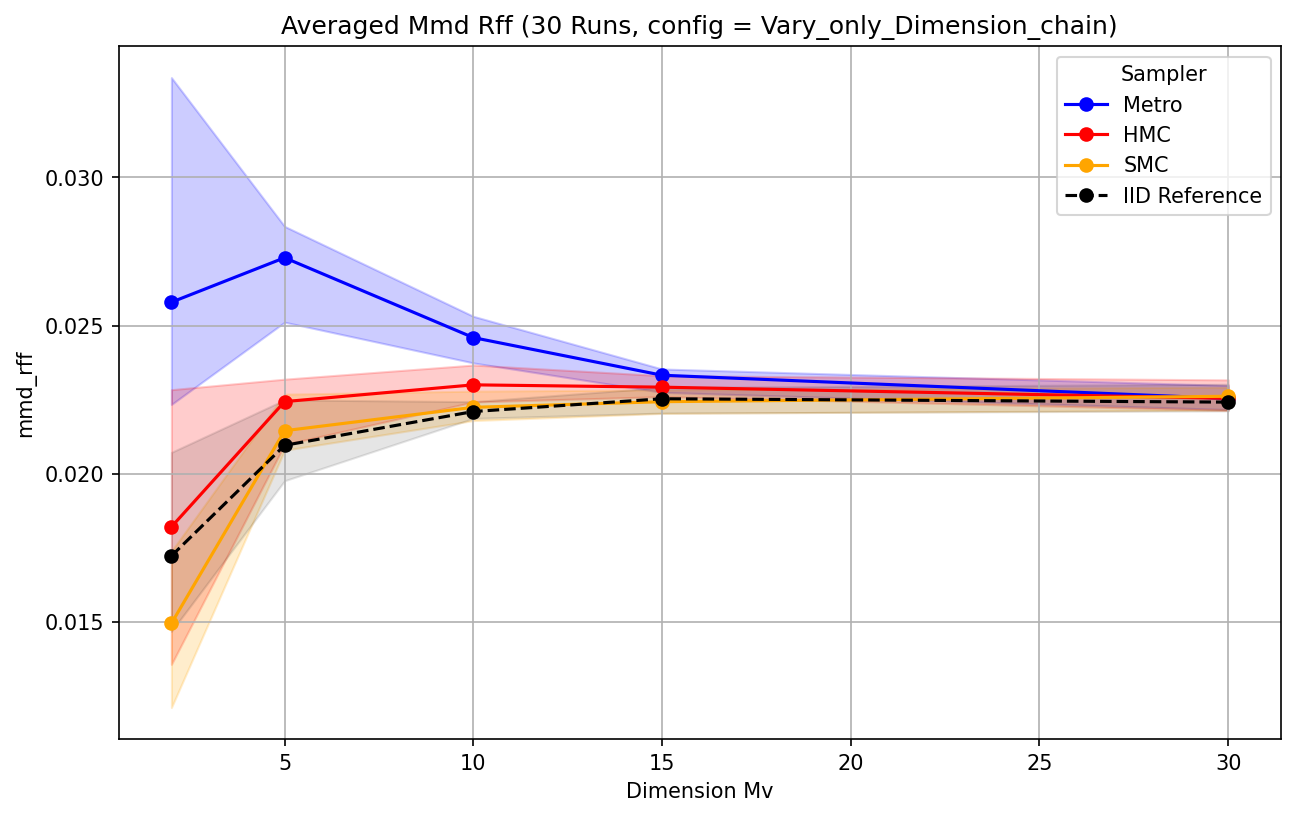 Averaged Mmd Rff (30 Runs, config = Vary_only_Dimension_chain)
Sampler
Metro
HMC
SMC
IID Reference
mmd_rff
0.030
0.025
0.020
0.015
5 10 15 20 25 30
Dimension Mv